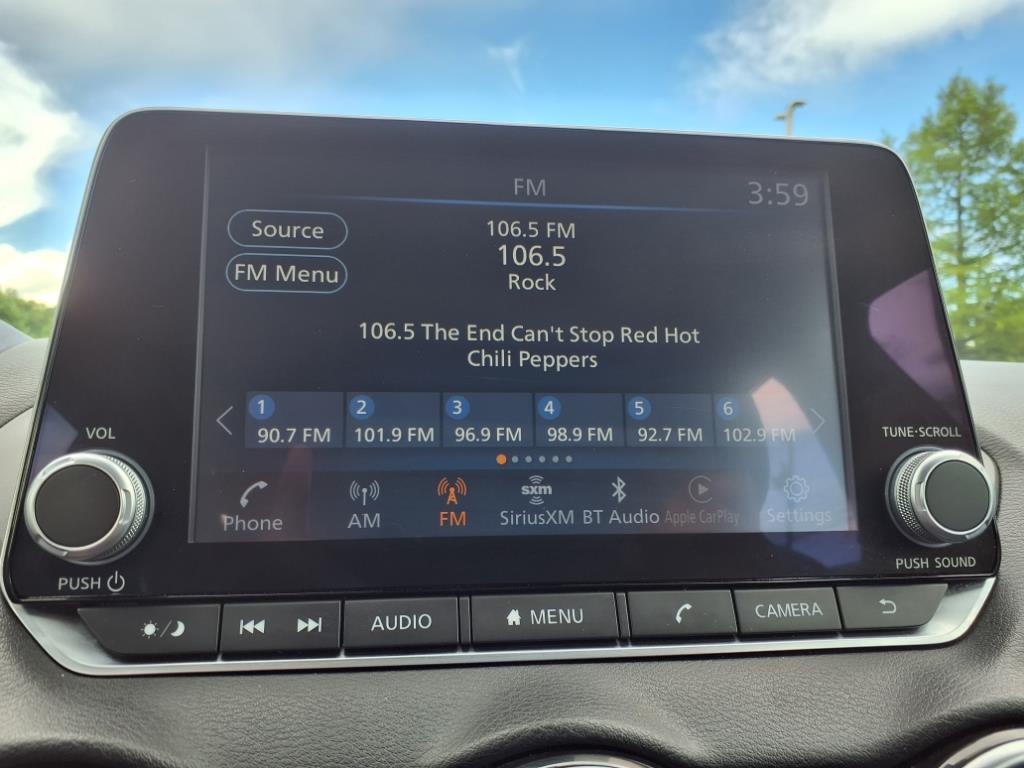 FM
3:59
Source
106.5 FM
106.5
FM Menu
Rock
106.5 The End Can't Stop Red Hot
Chili Peppers
1 2 3 4 5 6
90.7 FM 101.9 FM 96.9 FM 98.9 FM 92.7 FM 102.9 FM
VOL
TUNE·SCROLL
sxm
Phone AM FM SiriusXM BT Audio Apple CarPlay Settings
PUSH
PUSH SOUND
AUDIO MENU CAMERA